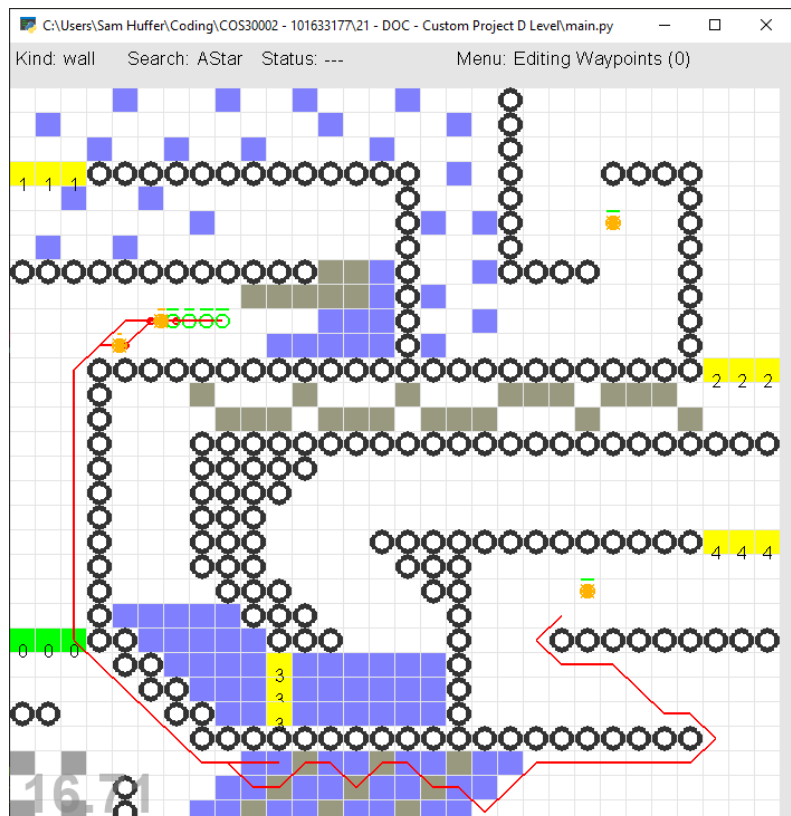 C:\Users\Sam Huffer\Coding\COS30002 - 101633177\21 - DOC - Custom Project D Level\main.py
Kind: wall Search: AStar Status: --- Menu: Editing Waypoints (0)
1 1 1
2 2 2
4 4 4
0 0 0
3
3
3
16.71